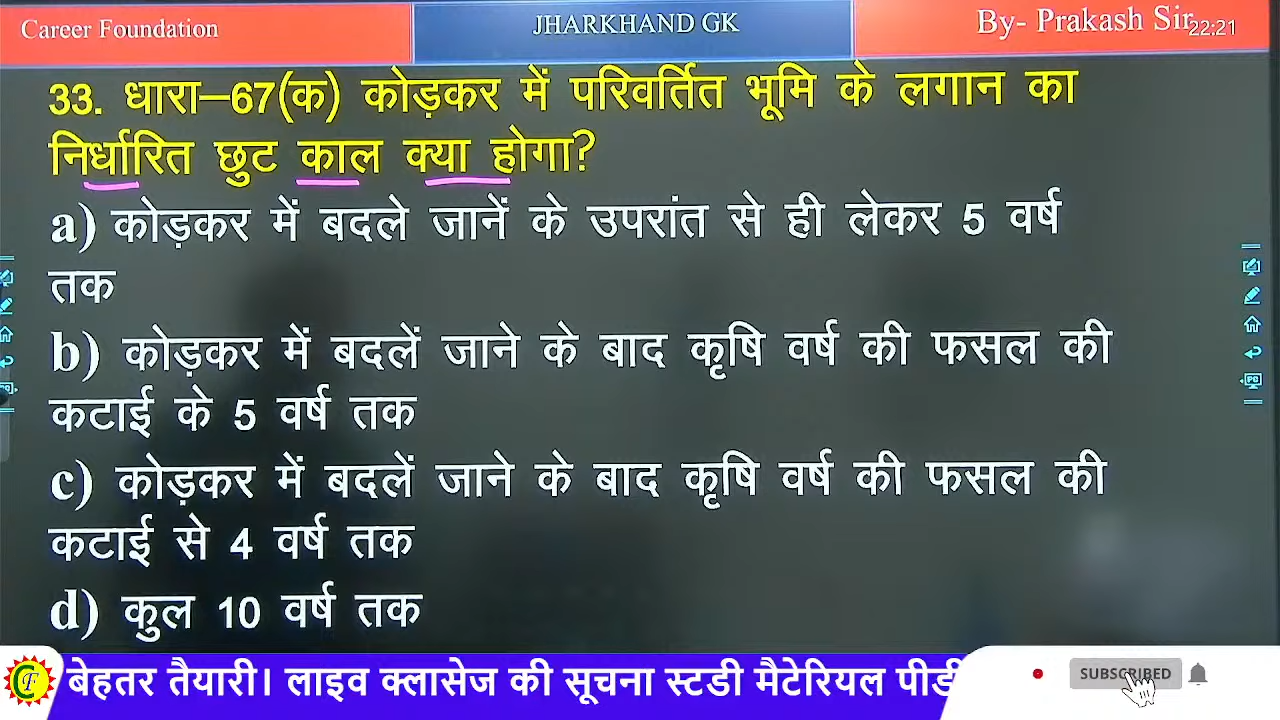 Career Foundation
JHARKHAND GK
By- Prakash Sir
22:21
33. धारा–67(क) कोड़कर में परिवर्तित भूमि के लगान का
निर्धारित छुट काल क्या होगा?
a) कोड़कर में बदले जानें के उपरांत से ही लेकर 5 वर्ष
तक
b) कोड़कर में बदलें जाने के बाद कृषि वर्ष की फसल की
कटाई के 5 वर्ष तक
c) कोड़कर में बदलें जाने के बाद कृषि वर्ष की फसल की
कटाई से 4 वर्ष तक
d) कुल 10 वर्ष तक
बेहतर तैयारी। लाइव क्लासेज की सूचना स्टडी मैटेरियल पीडी
SUBSCRIBED